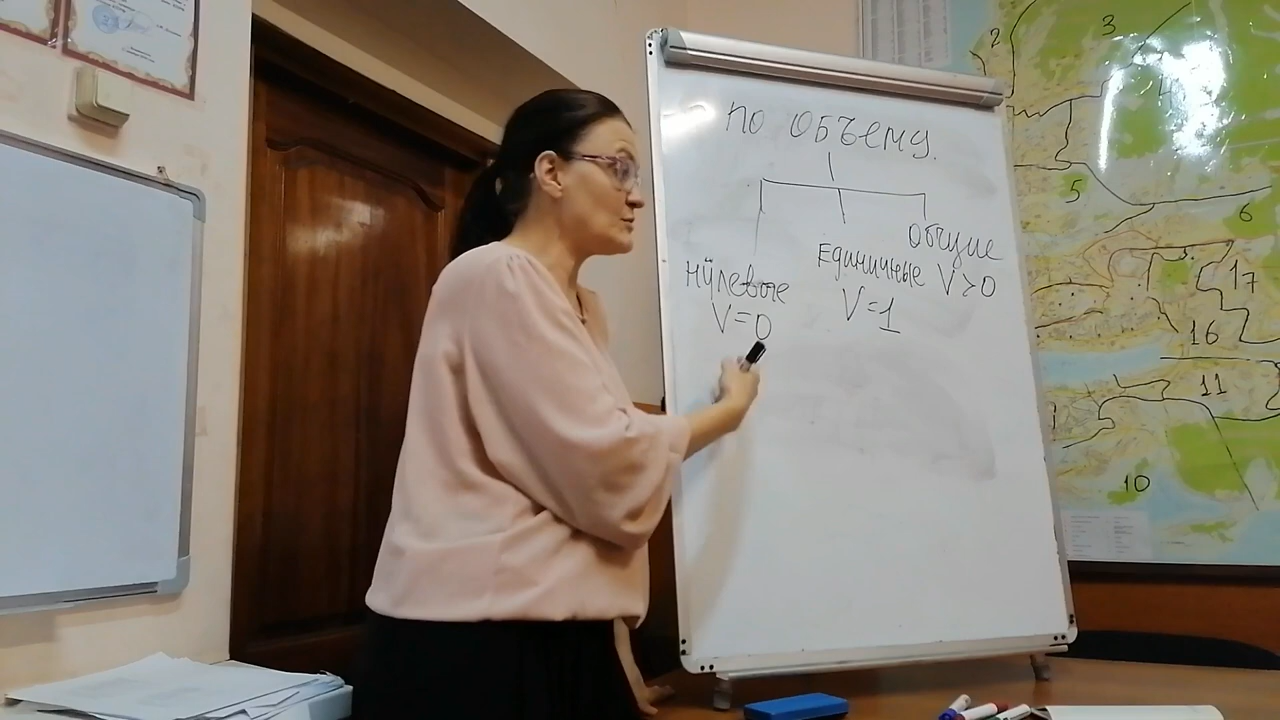 по объему.
нулевые
V=0
Единичные
V=1
общие
V>0
2
3
5
6
17
16
11
10